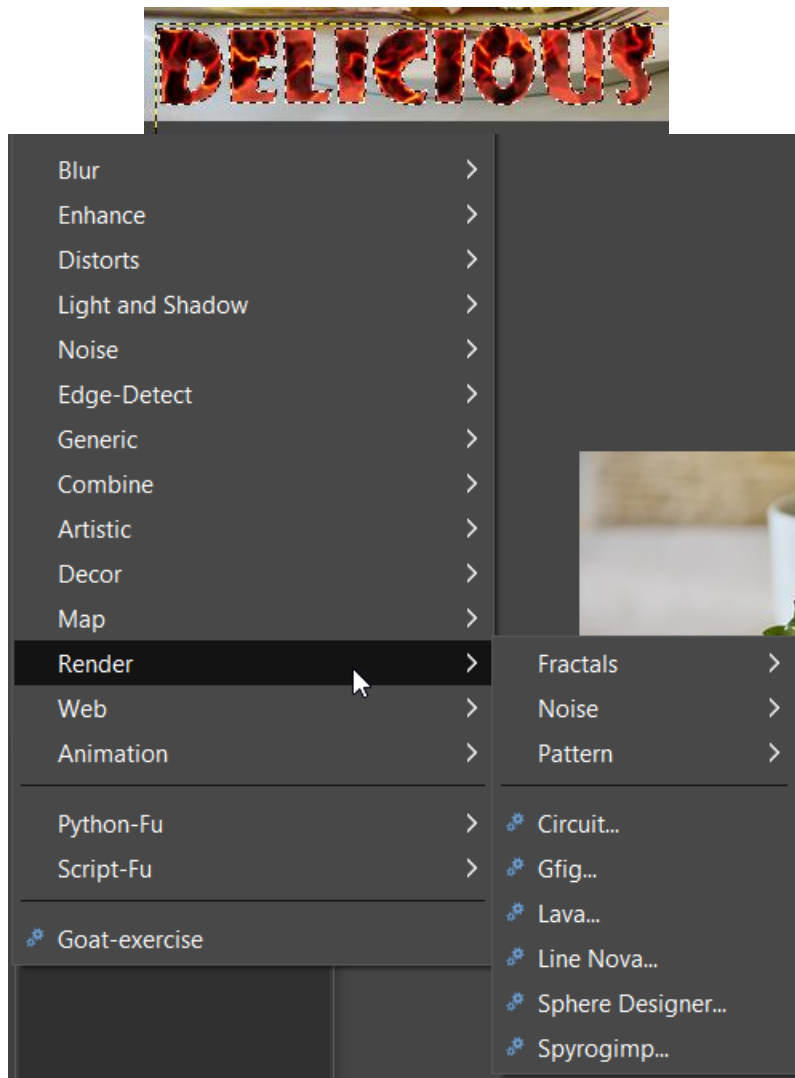 DELICIOUS
Blur
Enhance
Distorts
Light and Shadow
Noise
Edge-Detect
Generic
Combine
Artistic
Decor
Map
Render
Web
Animation
Python-Fu
Script-Fu
Goat-exercise
Fractals
Noise
Pattern
Circuit...
Gfig...
Lava...
Line Nova...
Sphere Designer...
Spyrogimp...